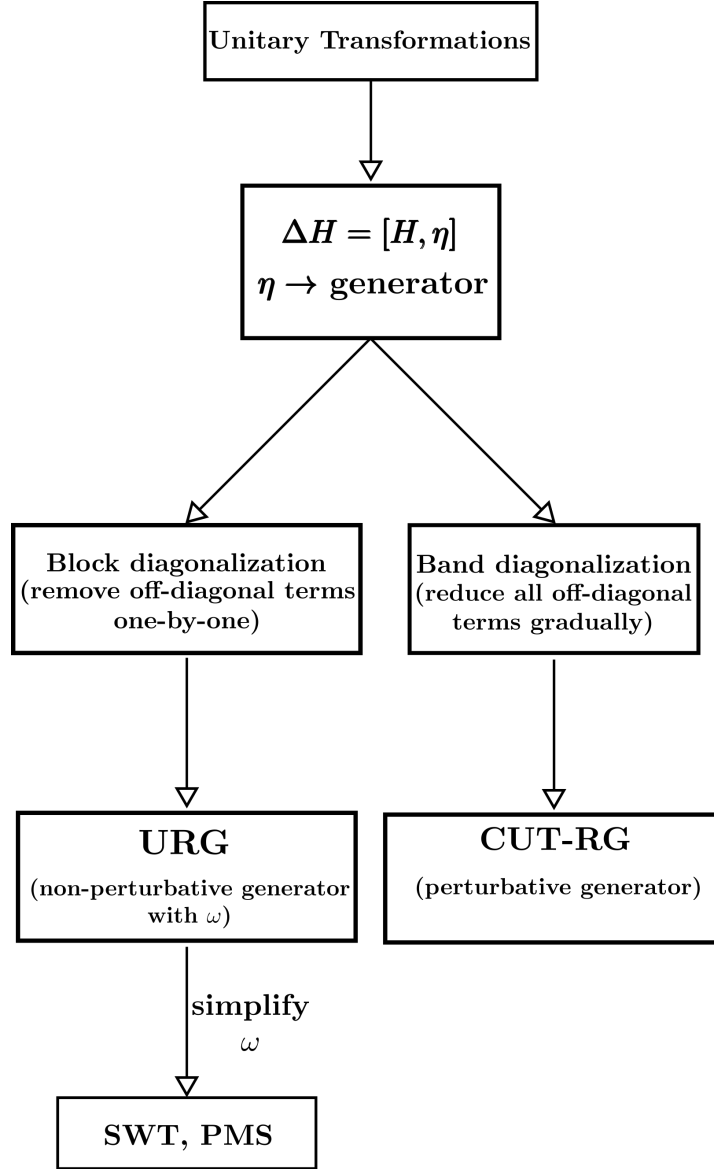 Unitary Transformations
ΔH = [H, η]
η → generator
Block diagonalization
(remove off-diagonal terms
one-by-one)
Band diagonalization
(reduce all off-diagonal
terms gradually)
URG
(non-perturbative generator
with ω)
CUT-RG
(perturbative generator)
simplify
ω
SWT, PMS